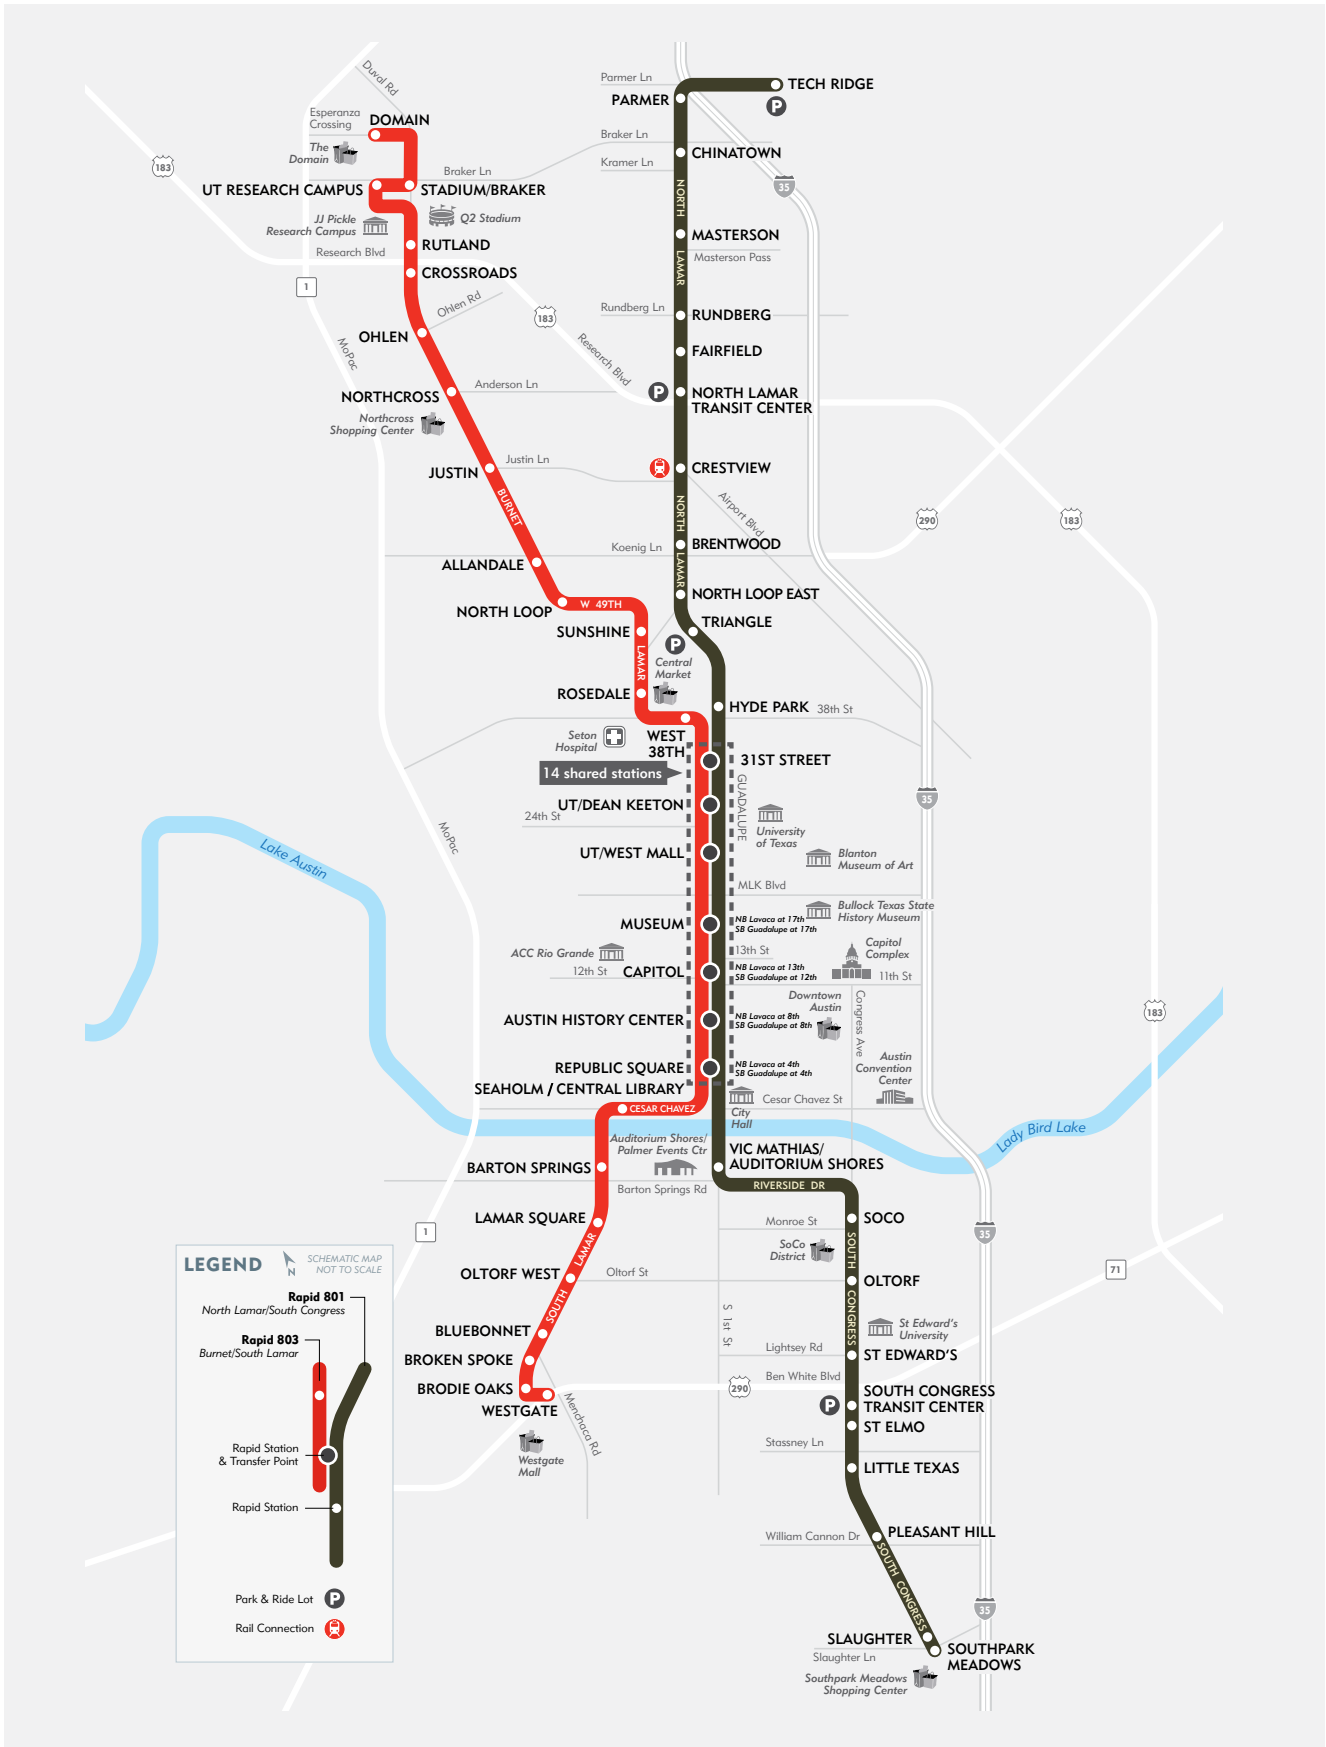 Duval Rd
Parmer Ln
TECH RIDGE
PARMER
P
Esperanza
Crossing
DOMAIN
The
Domain
Braker Ln
CHINATOWN
Kramer Ln
183
Braker Ln
35
UT RESEARCH CAMPUS
STADIUM/BRAKER
NORTH
JJ Pickle
Research Campus
Q2 Stadium
MASTERSON
RUTLAND
Research Blvd
LAMAR
Masterson Pass
CROSSROADS
1
Ohlen Rd
Rundberg Ln
RUNDBERG
183
OHLEN
MoPac
Research Blvd
FAIRFIELD
Anderson Ln
NORTHCROSS
P
NORTH LAMAR
TRANSIT CENTER
Northcross
Shopping Center
JUSTIN
Justin Ln
CRESTVIEW
BURNET
NORTH
Airport Blvd
290
183
Koenig Ln
BRENTWOOD
ALLANDALE
LAMAR
NORTH LOOP
W 49TH
NORTH LOOP EAST
SUNSHINE
TRIANGLE
P
LAMAR
Central
Market
ROSEDALE
HYDE PARK
38th St
Seton
Hospital
WEST
38TH
31ST STREET
14 shared stations
35
GUADALUPE
UT/DEAN KEETON
24th St
University
of Texas
MoPac
Lake Austin
UT/WEST MALL
Blanton
Museum of Art
MLK Blvd
Bullock Texas State
History Museum
MUSEUM
NB Lavaca at 17th
SB Guadalupe at 17th
ACC Rio Grande
13th St
Capitol
Complex
12th St
CAPITOL
NB Lavaca at 13th
SB Guadalupe at 12th
11th St
Downtown
Austin
Congress Ave
183
AUSTIN HISTORY CENTER
NB Lavaca at 8th
SB Guadalupe at 8th
REPUBLIC SQUARE
NB Lavaca at 4th
SB Guadalupe at 4th
Austin
Convention
Center
SEAHOLM / CENTRAL LIBRARY
CESAR CHAVEZ
Cesar Chavez St
City
Hall
Lady Bird Lake
Auditorium Shores/
Palmer Events Ctr
VIC MATHIAS/
AUDITORIUM SHORES
BARTON SPRINGS
Barton Springs Rd
RIVERSIDE DR
LAMAR SQUARE
Monroe St
SOCO
1
35
SoCo
District
SOUTH
LAMAR
OLTORF WEST
Oltorf St
OLTORF
71
SOUTH
CONGRESS
S 1st St
St Edward's
University
BLUEBONNET
Lightsey Rd
ST EDWARD'S
BROKEN SPOKE
Ben White Blvd
BRODIE OAKS
290
SOUTH CONGRESS
TRANSIT CENTER
P
WESTGATE
Menchaca Rd
ST ELMO
Westgate
Mall
Stassney Ln
LITTLE TEXAS
William Cannon Dr
PLEASANT HILL
SOUTH CONGRESS
35
SLAUGHTER
Slaughter Ln
SOUTHPARK
MEADOWS
Southpark Meadows
Shopping Center
LEGEND
N
SCHEMATIC MAP
NOT TO SCALE
Rapid 801
North Lamar/South Congress
Rapid 803
Burnet/South Lamar
Rapid Station
& Transfer Point
Rapid Station
Park & Ride Lot
P
Rail Connection